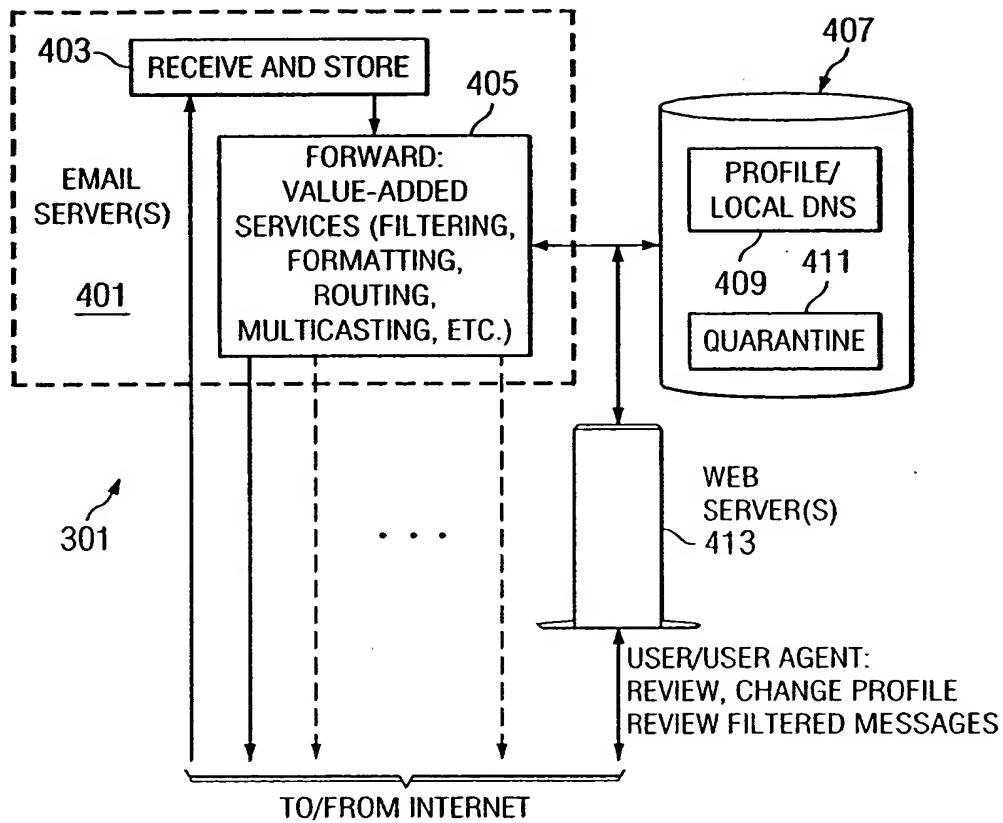 403
RECEIVE AND STORE
405
407
FORWARD:
VALUE-ADDED
SERVICES (FILTERING,
FORMATTING,
ROUTING,
MULTICASTING, ETC.)
EMAIL
SERVER(S)
401
PROFILE/
LOCAL DNS
409
411
QUARANTINE
301
. . .
WEB
SERVER(S)
413
USER/USER AGENT:
REVIEW, CHANGE PROFILE
REVIEW FILTERED MESSAGES
TO/FROM INTERNET